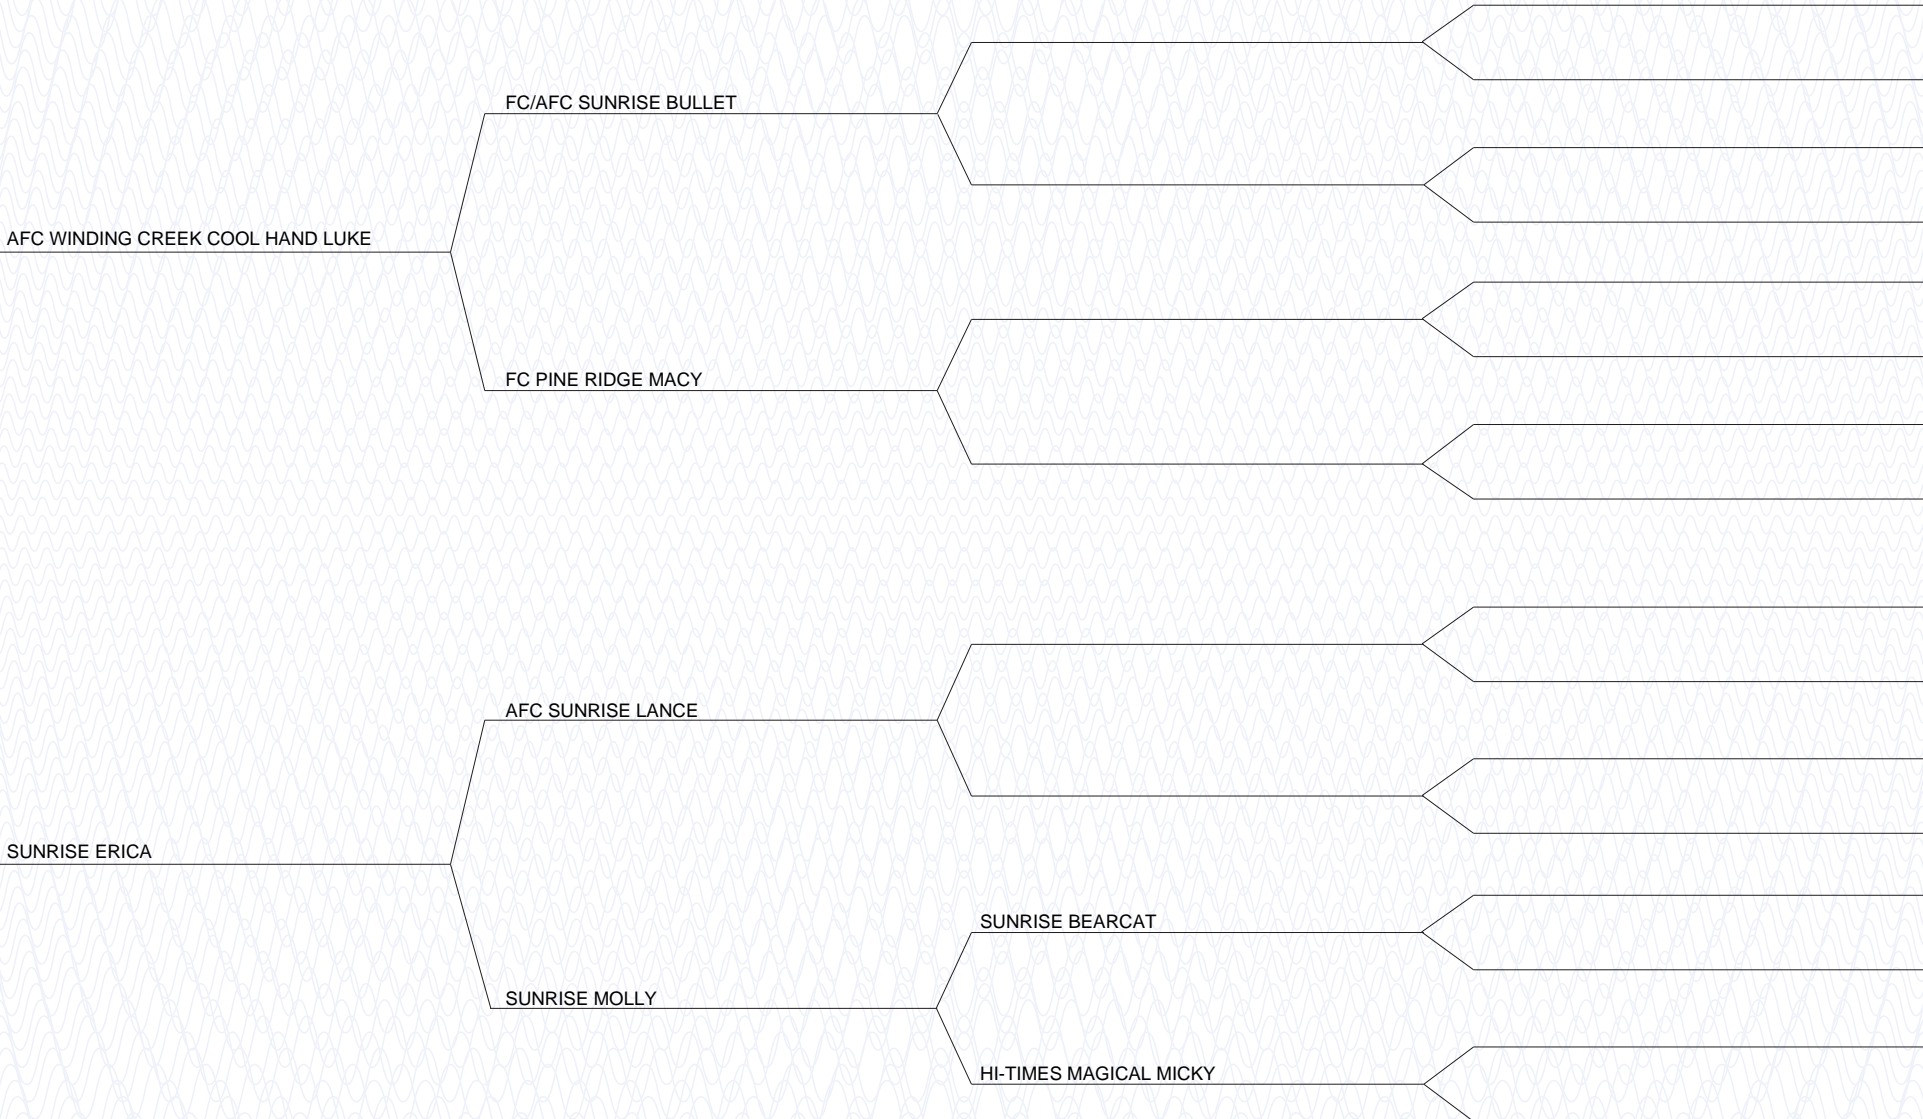 FC/AFC SUNRISE BULLET
AFC WINDING CREEK COOL HAND LUKE
FC PINE RIDGE MACY
AFC SUNRISE LANCE
SUNRISE ERICA
SUNRISE BEARCAT
SUNRISE MOLLY
HI-TIMES MAGICAL MICKY